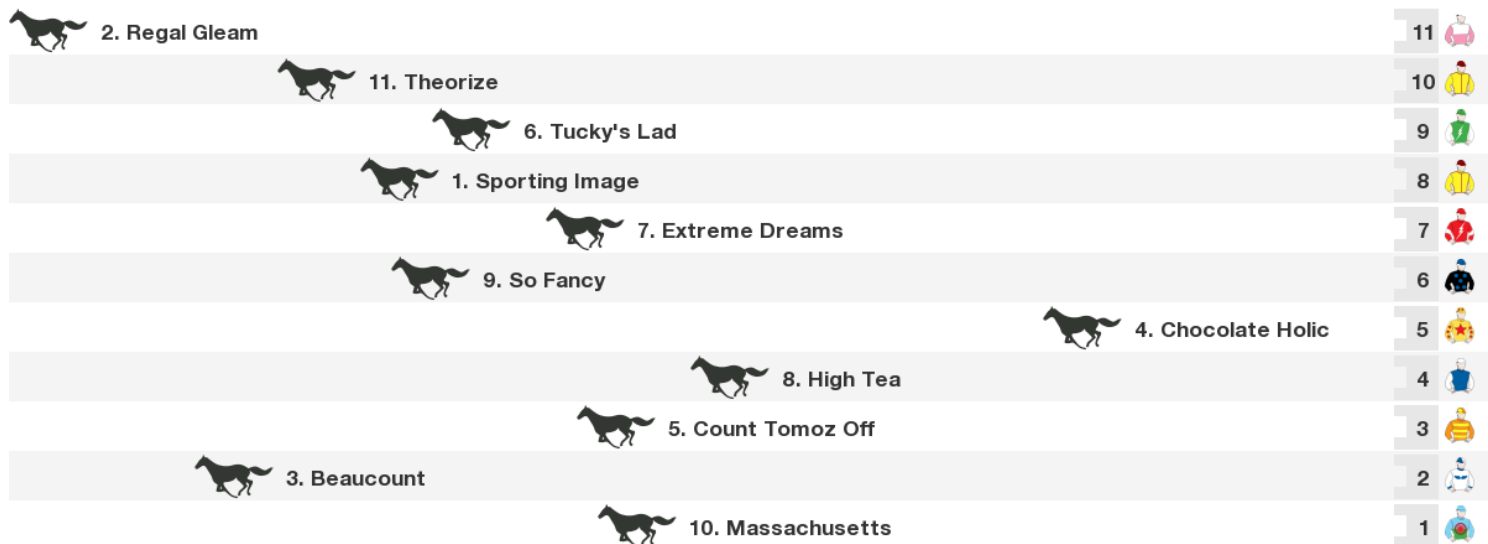 2. Regal Gleam 11
11. Theorize 10
6. Tucky's Lad 9
1. Sporting Image 8
7. Extreme Dreams 7
9. So Fancy 6
4. Chocolate Holic 5
8. High Tea 4
5. Count Tomoz Off 3
3. Beaucount 2
10. Massachusetts 1